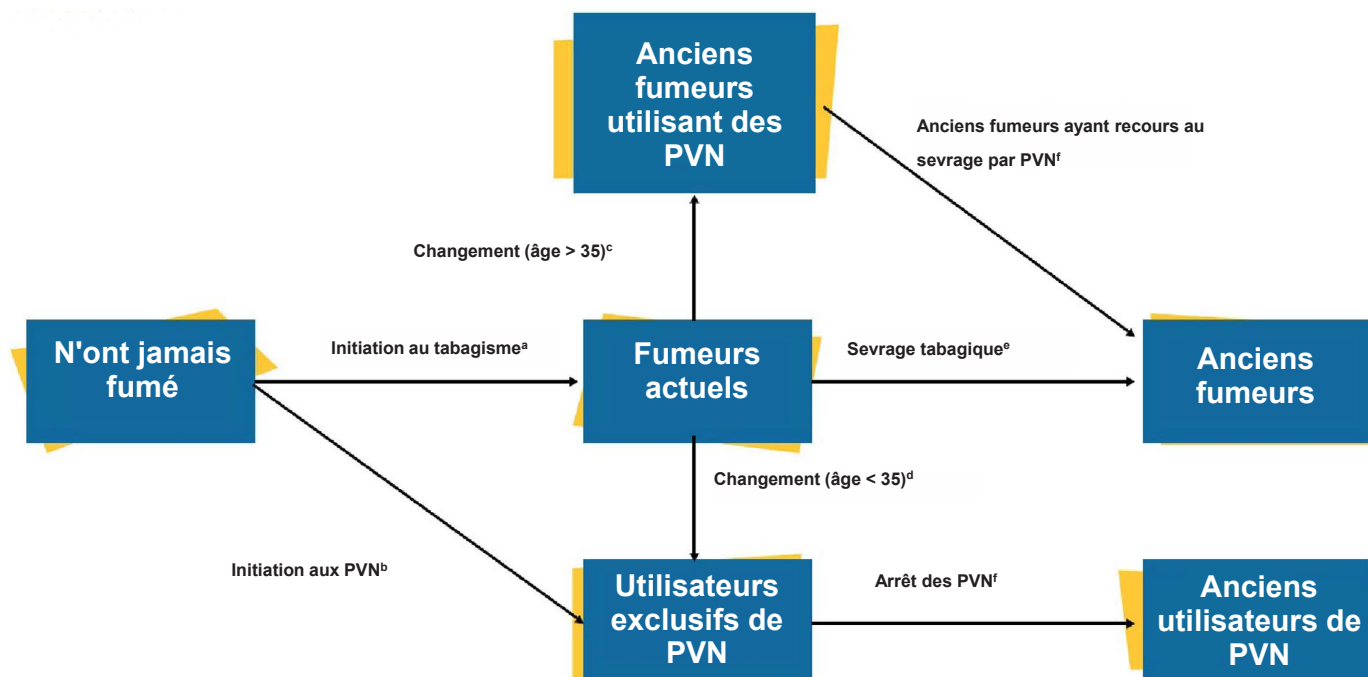 Anciens
fumeurs
utilisant des
PVN
Anciens fumeurs ayant recours au
sevrage par PVNᶠ
Changement (âge > 35)ᶜ
N'ont jamais
fumé
Initiation au tabagismeᵃ
Fumeurs
actuels
Sevrage tabagiqueᵉ
Anciens
fumeurs
Changement (âge < 35)ᵈ
Initiation aux PVNᵇ
Utilisateurs
exclusifs de
PVN
Arrêt des PVNᶠ
Anciens
utilisateurs de
PVN